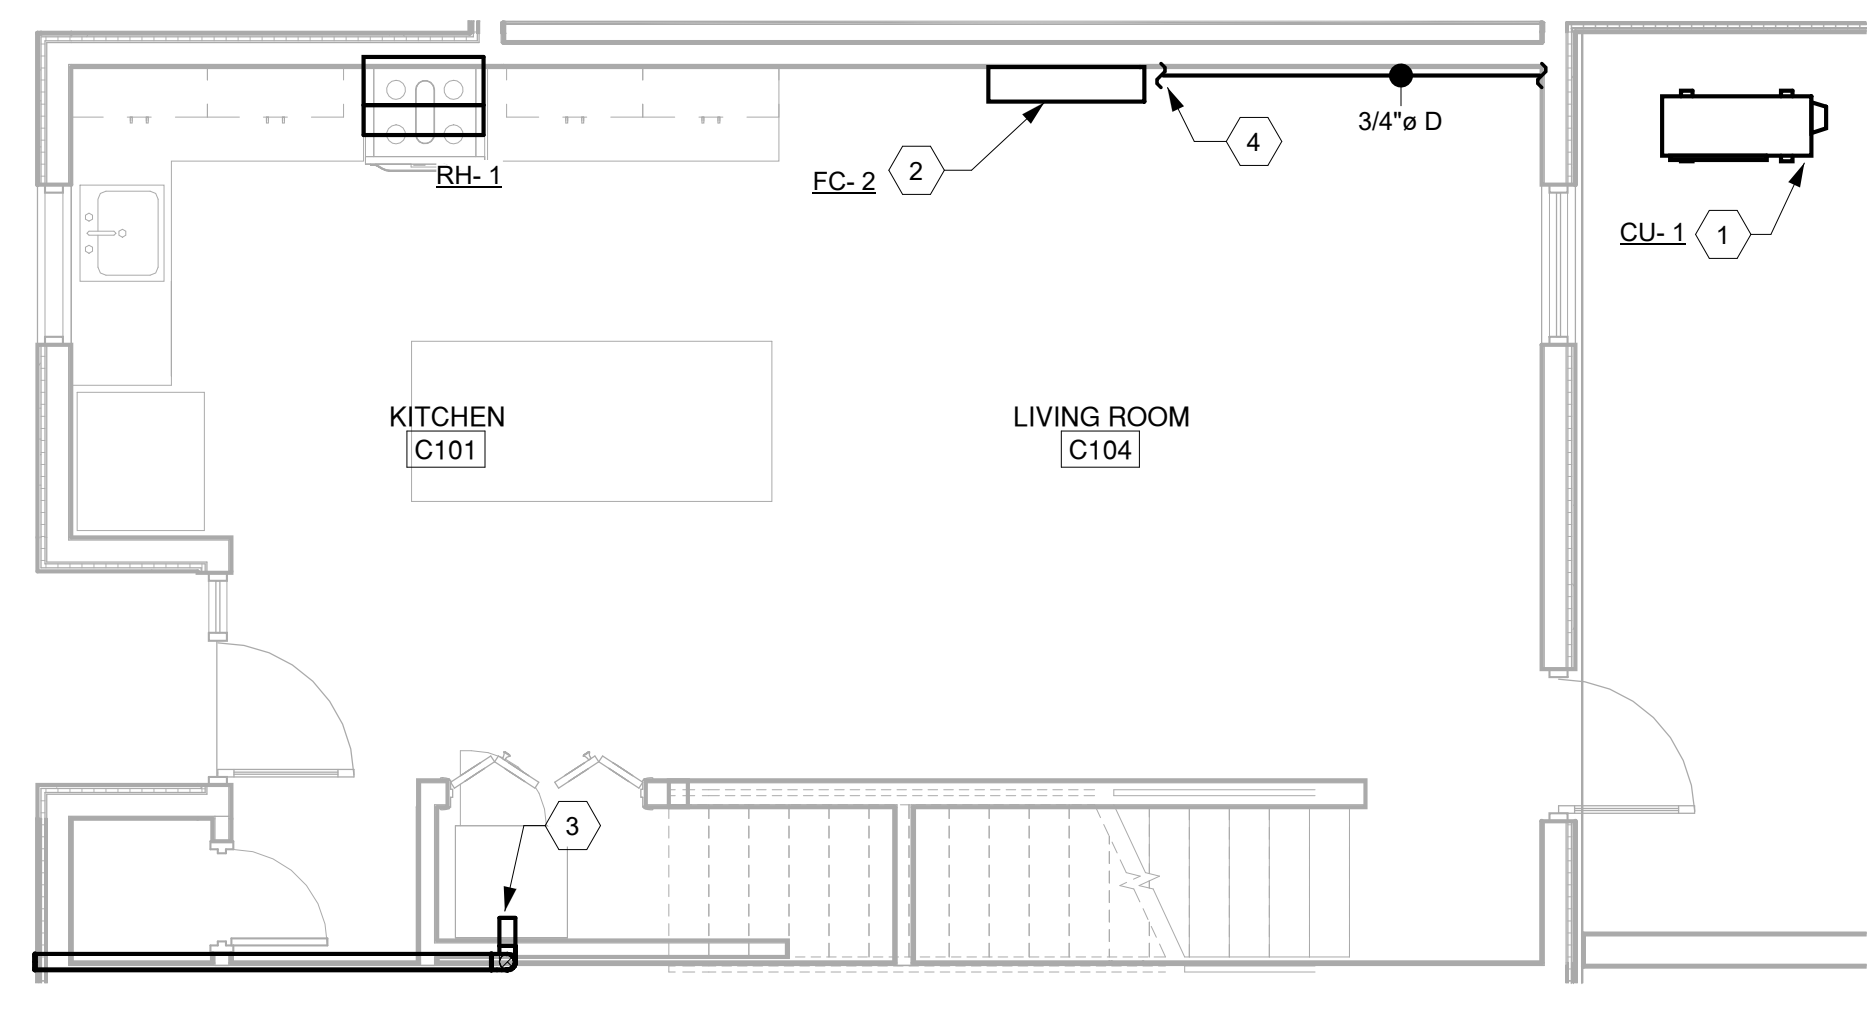 3/4"ø D
4
2
RH- 1
FC- 2
CU- 1
1
KITCHEN
C101
LIVING ROOM
C104
3